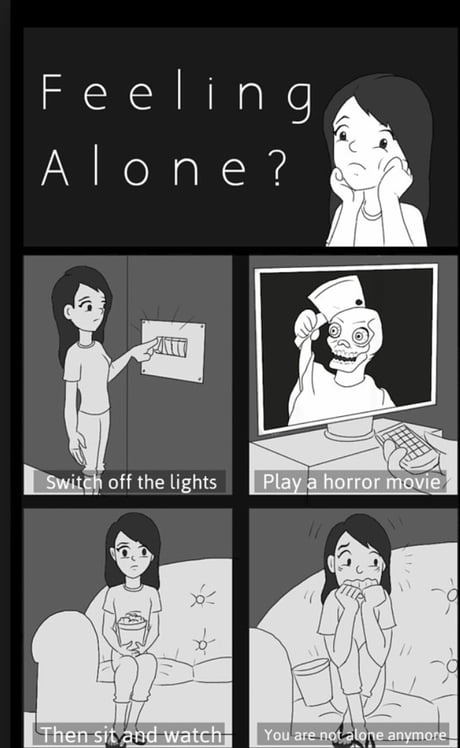 Feeling
Alone?
Switch off the lights
Play a horror movie
Then sit and watch
You are not alone anymore